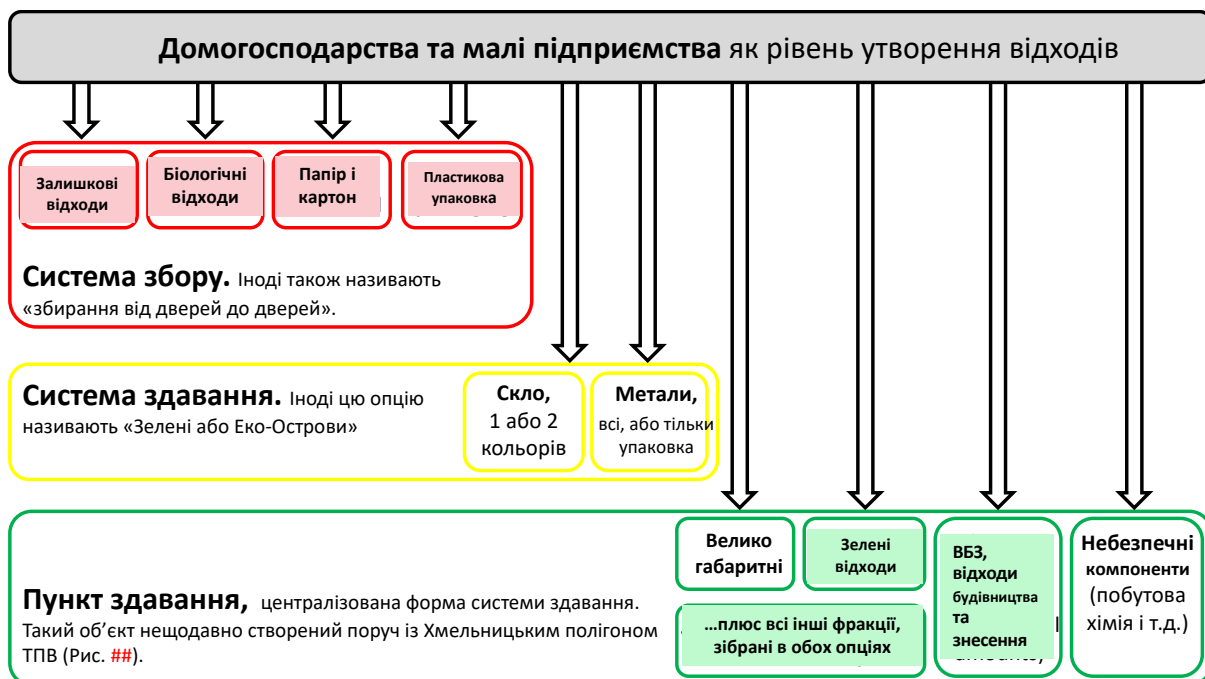 Домогосподарства та малі підприємства як рівень утворення відходів
Залишкові
відходи
Біологічні
відходи
Папір і
картон
Пластикова
упаковка
Система збору. Іноді також називають
«збирання від дверей до дверей».
Система здавання. Іноді цю опцію
називають «Зелені або Еко-Острови»
Скло,
1 або 2
кольорів
Метали,
всі, або тільки
упаковка
Велико
габаритні
Зелені
відходи
ВБЗ,
відходи
будівництва
та
знесення
Небезпечні
компоненти
(побутова
хімія і т.д.)
Пункт здавання, централізована форма системи здавання.
Такий об’єкт нещодавно створений поруч із Хмельницьким полігоном
ТПВ (Рис. ##).
...плюс всі інші фракції,
зібрані в обох опціях